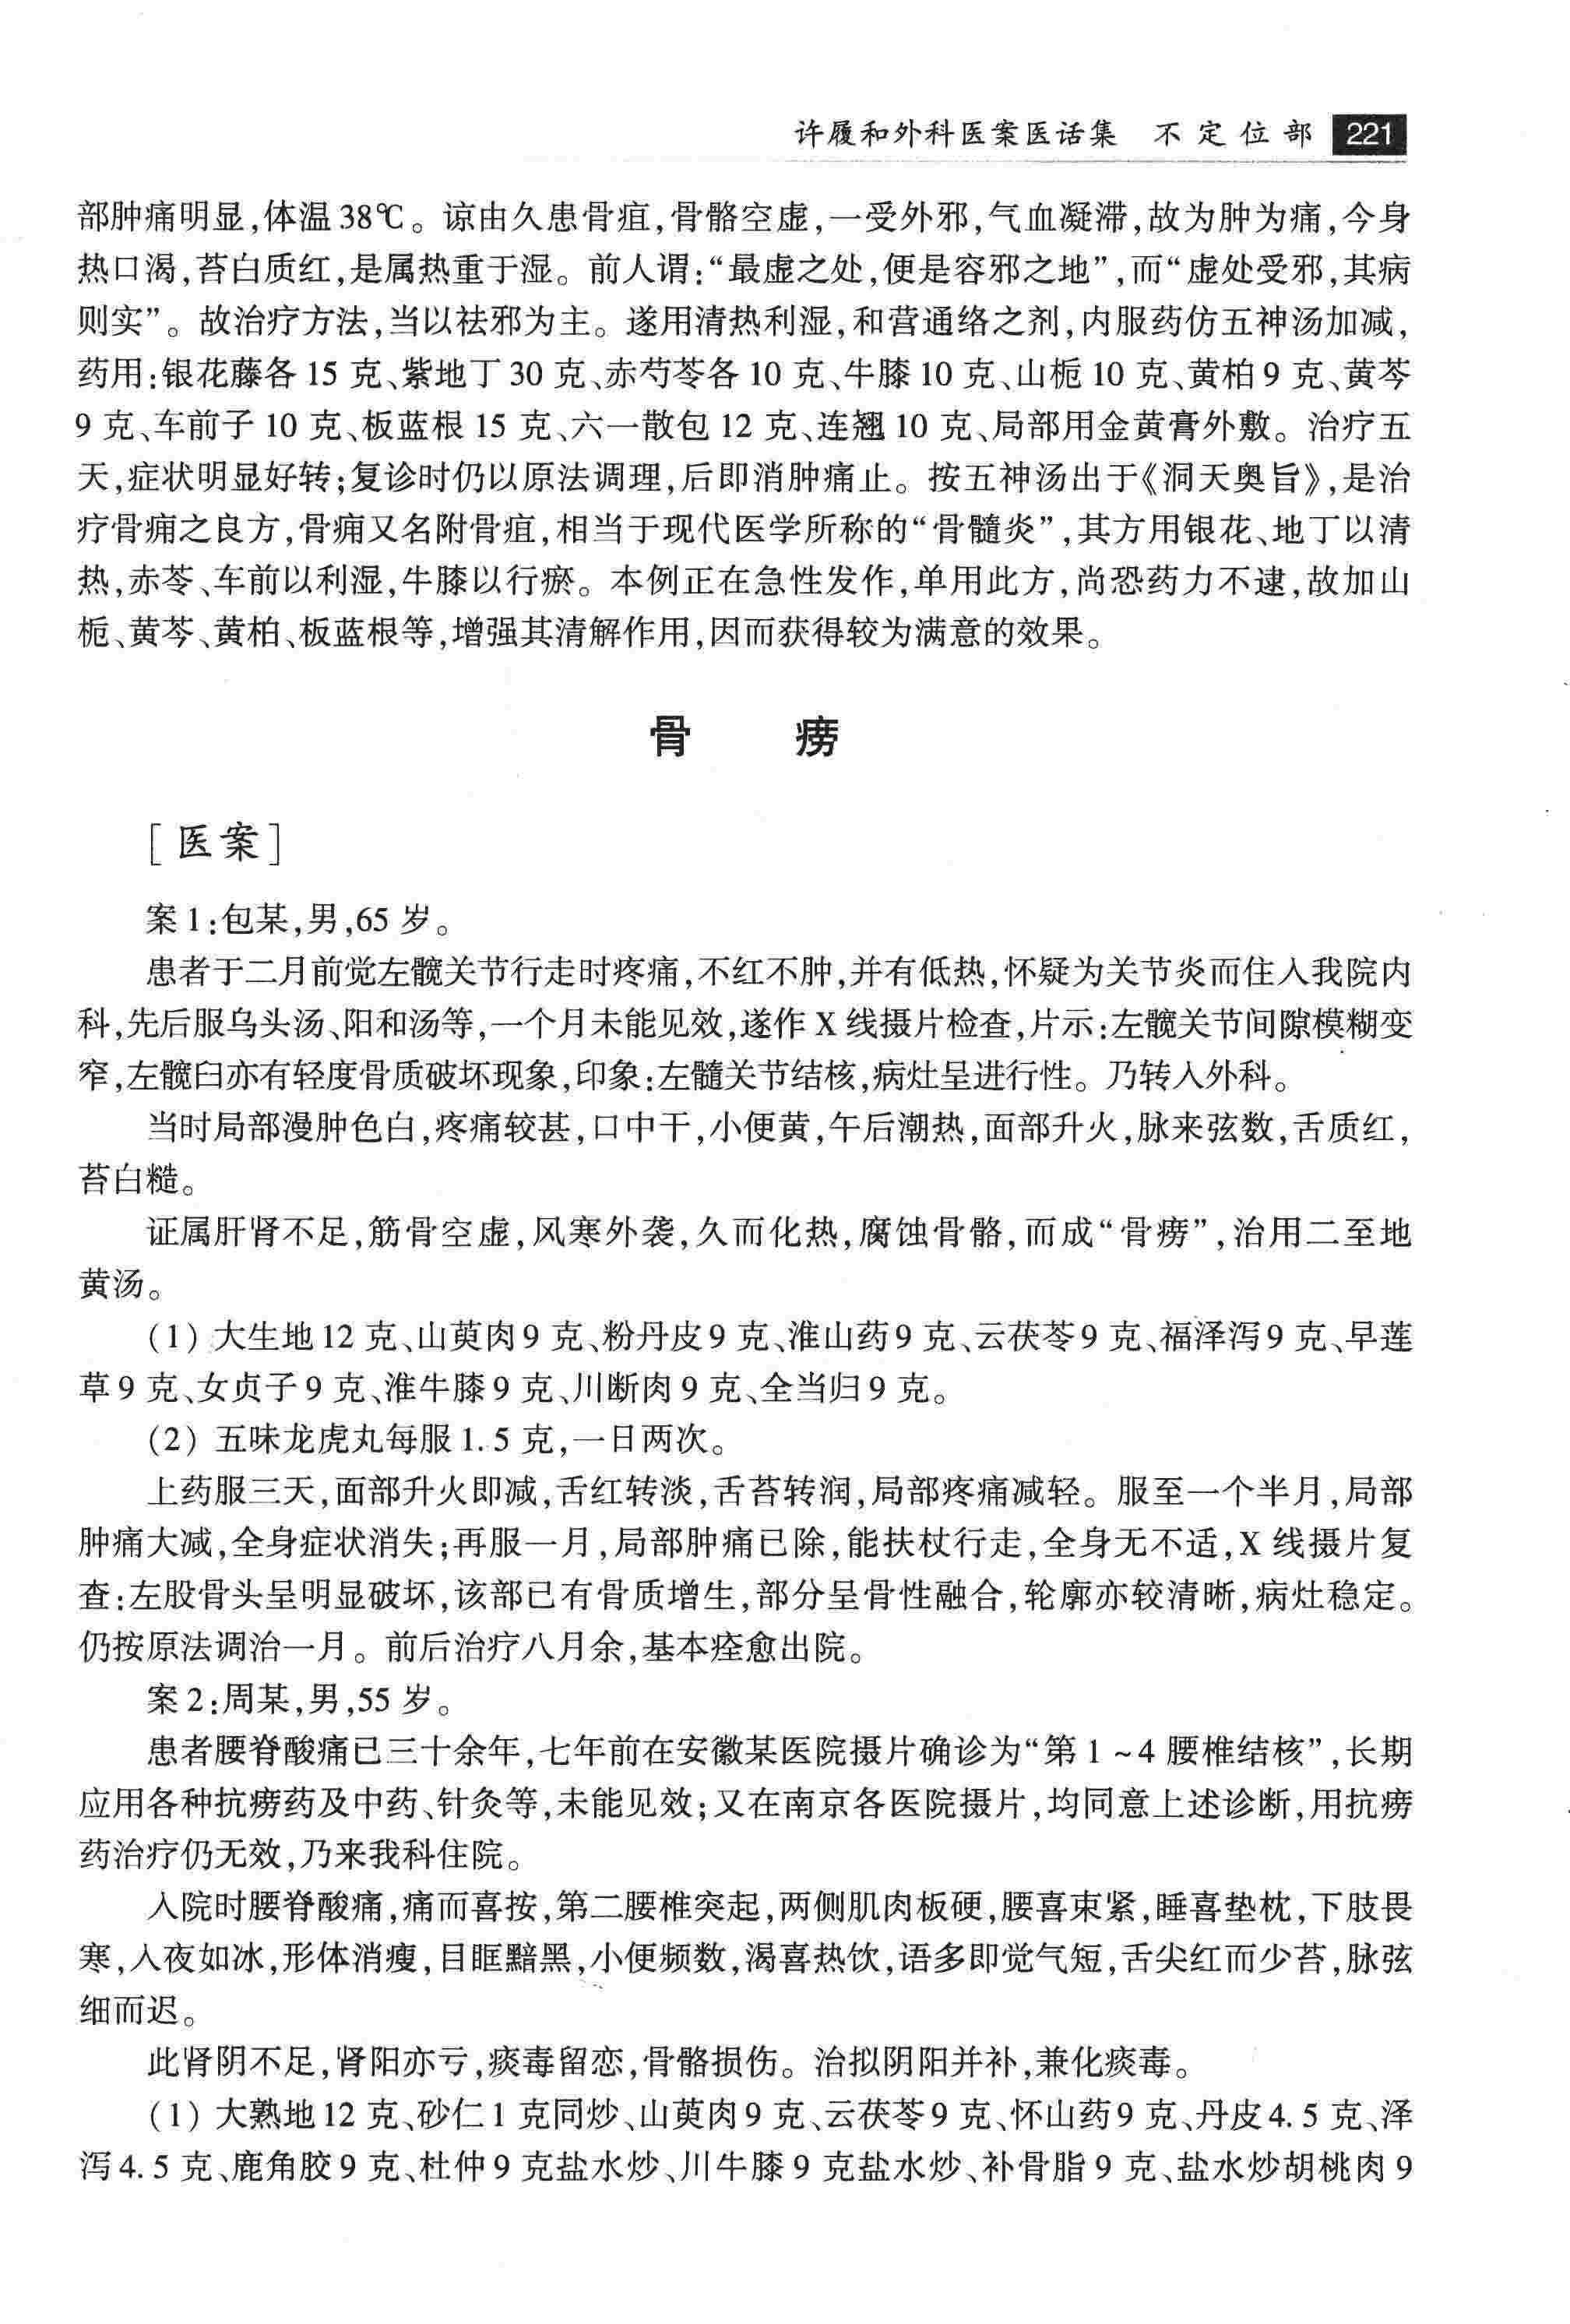 许履和外科医案医话集 不定位部 221
部肿痛明显,体温38℃。谅由久患骨疽,骨骼空虚,一受外邪,气血凝滞,故为肿为痛,今身
热口渴,苔白质红,是属热重于湿。前人谓:“最虚之处,便是容邪之地”,而“虚处受邪,其病
则实”。故治疗方法,当以祛邪为主。遂用清热利湿,和营通络之剂,内服药仿五神汤加减,
药用:银花藤各 15 克、紫地丁 30 克、赤芍苓各 10 克、牛膝 10 克、山栀 10 克、黄柏 9 克、黄芩
9 克、车前子 10 克、板蓝根 15 克、六一散包 12 克、连翘 10 克、局部用金黄膏外敷。治疗五
天,症状明显好转;复诊时仍以原法调理,后即消肿痛止。按五神汤出于《洞天奥旨》,是治
疗骨痈之良方,骨痈又名附骨疽,相当于现代医学所称的“骨髓炎”,其方用银花、地丁以清
热,赤苓、车前以利湿,牛膝以行瘀。本例正在急性发作,单用此方,尚恐药力不逮,故加山
栀、黄芩、黄柏、板蓝根等,增强其清解作用,因而获得较为满意的效果。
骨 痨
[医案]
案 1:包某,男,65 岁。
患者于二月前觉左髋关节行走时疼痛,不红不肿,并有低热,怀疑为关节炎而住入我院内
科,先后服乌头汤、阳和汤等,一个月未能见效,遂作 X 线摄片检查,片示:左髋关节间隙模糊变
窄,左髋臼亦有轻度骨质破坏现象,印象:左髓关节结核,病灶呈进行性。乃转入外科。
当时局部漫肿色白,疼痛较甚,口中干,小便黄,午后潮热,面部升火,脉来弦数,舌质红,
苔白糙。
证属肝肾不足,筋骨空虚,风寒外袭,久而化热,腐蚀骨骼,而成“骨痨”,治用二至地
黄汤。
(1) 大生地 12 克、山萸肉 9 克、粉丹皮 9 克、淮山药 9 克、云茯苓 9 克、福泽泻 9 克、早莲
草 9 克、女贞子 9 克、淮牛膝 9 克、川断肉 9 克、全当归 9 克。
(2) 五味龙虎丸每服 1.5 克,一日两次。
上药服三天,面部升火即减,舌红转淡,舌苔转润,局部疼痛减轻。服至一个半月,局部
肿痛大减,全身症状消失;再服一月,局部肿痛已除,能扶杖行走,全身无不适,X 线摄片复
查:左股骨头呈明显破坏,该部已有骨质增生,部分呈骨性融合,轮廓亦较清晰,病灶稳定。
仍按原法调治一月。前后治疗八月余,基本痊愈出院。
案 2:周某,男,55 岁。
患者腰脊酸痛已三十余年,七年前在安徽某医院摄片确诊为“第 1 ~4 腰椎结核”,长期
应用各种抗痨药及中药、针灸等,未能见效;又在南京各医院摄片,均同意上述诊断,用抗痨
药治疗仍无效,乃来我科住院。
入院时腰脊酸痛,痛而喜按,第二腰椎突起,两侧肌肉板硬,腰喜束紧,睡喜垫枕,下肢畏
寒,入夜如冰,形体消瘦,目眶黯黑,小便频数,渴喜热饮,语多即觉气短,舌尖红而少苔,脉弦
细而迟。
此肾阴不足,肾阳亦亏,痰毒留恋,骨骼损伤。治拟阴阳并补,兼化痰毒。
(1) 大熟地 12 克、砂仁 1 克同炒、山萸肉 9 克、云茯苓 9 克、怀山药 9 克、丹皮 4.5 克、泽
泻 4.5 克、鹿角胶 9 克、杜仲 9 克盐水炒、川牛膝 9 克盐水炒、补骨脂 9 克、盐水炒胡桃肉 9